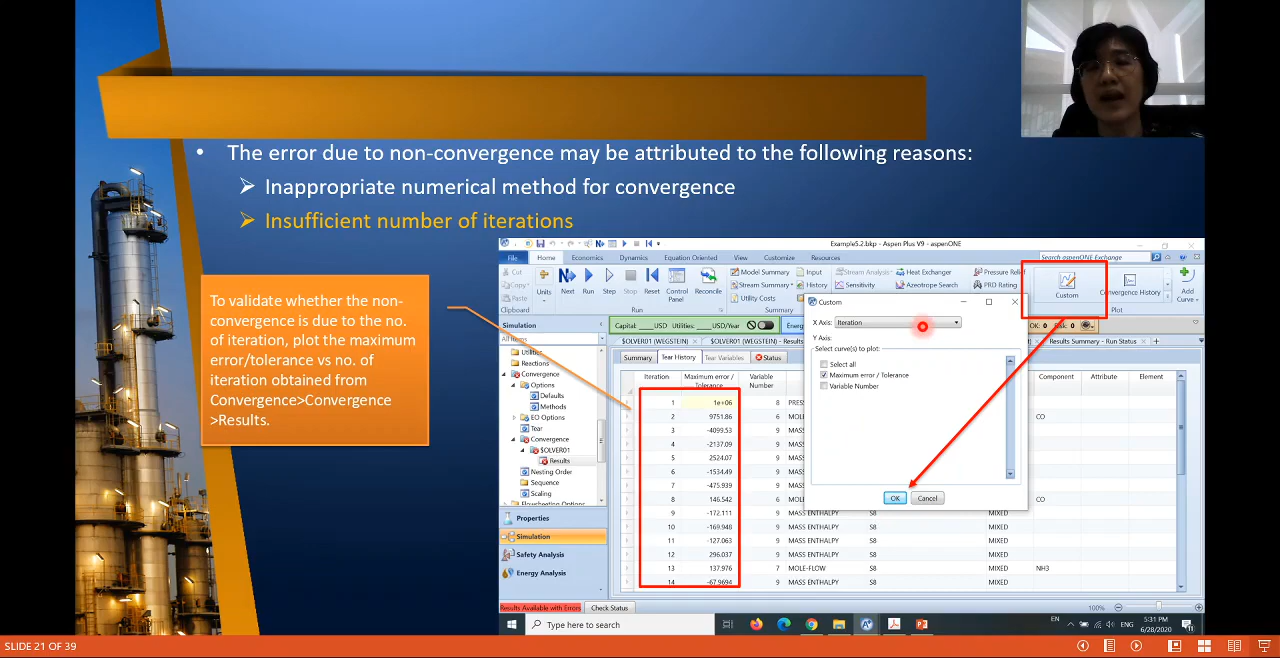 • The error due to non-convergence may be attributed to the following reasons:
Inappropriate numerical method for convergence
Insufficient number of iterations
To validate whether the non-
convergence is due to the no.
of iteration, plot the maximum
error/tolerance vs no. of
iteration obtained from
Convergence>Convergence
>Results.
Example5.2.bkp - Aspen Plus V9 - aspenONE
File Home Economics Dynamics Equation Oriented View Customize Resources Search aspenONE Exchange
Cut Copy Paste Clipboard
Units
Next Run Step Stop Reset Control Panel Reconcile
Run
Model Summary Input Stream Analysis Heat Exchanger Pressure Relief
Stream Summary History Sensitivity Azeotrope Search PRD Rating
Utility Costs
Summary
Custom Convergence History Add Curve
Plot
Simulation
Capital: USD Utilities: USD/Year
OK: 0 Risk: 0
All Items
$OLVER01 (WEGSTEIN) $OLVER01 (WEGSTEIN) - Results Results Summary - Run Status
Summary Tear History Tear Variables Status
Utilities
Reactions
Convergence
Options
Defaults
Methods
EO Options
Tear
Convergence
$OLVER01
Results
Nesting Order
Sequence
Scaling
Flowsheeting Options
Properties
Simulation
Safety Analysis
Energy Analysis
Iteration Maximum error / Tolerance Variable Number Component Attribute Element
1 1e+06 8
2 9751.86 6 CO
3 -4099.53 9
4 -2137.09 9
5 2524.07 9
6 -1534.49 9
7 -475.939 9
8 146.542 6 CO
9 -172.111 9 MASS ENTHALPY S8 MIXED
10 -169.948 9 MASS ENTHALPY S8 MIXED
11 -127.063 9 MASS ENTHALPY S8 MIXED
12 296.037 9 MASS ENTHALPY S8 MIXED
13 137.976 7 MOLE-FLOW S8 MIXED NH3
14 -67.9694 9 MASS ENTHALPY S8 MIXED
Custom
X Axis: Iteration
Y Axis:
Select curve(s) to plot:
Select all
Maximum error / Tolerance
Variable Number
OK Cancel
Results Available with Errors Check Status 100%
Type here to search
EN ENG 5:31 PM
6/28/2020
SLIDE 21 OF 39